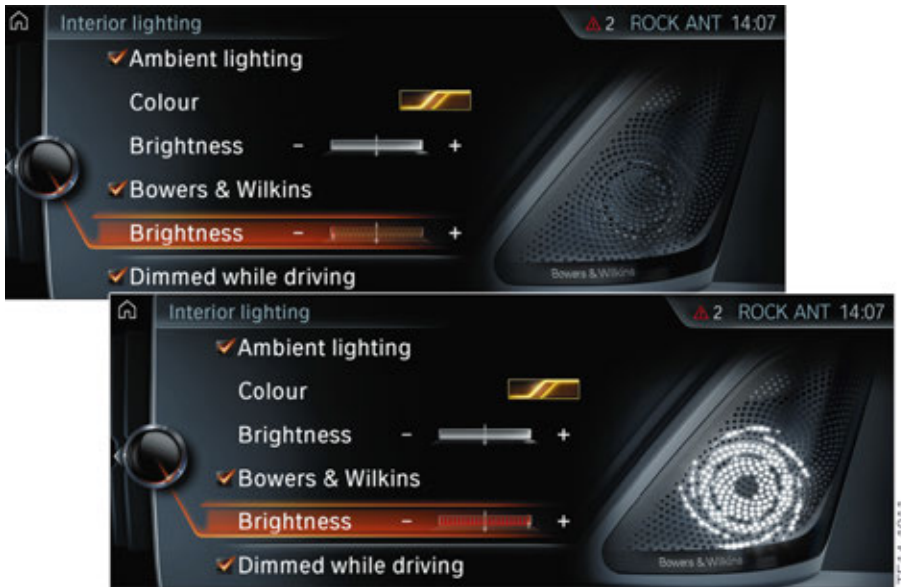 Interior lighting
2 ROCK ANT 14:07
Ambient lighting
Colour
Brightness - +
Bowers & Wilkins
Brightness - +
Dimmed while driving
Bowers & Wilkins
Interior lighting
2 ROCK ANT 14:07
Ambient lighting
Colour
Brightness - +
Bowers & Wilkins
Brightness - +
Dimmed while driving
Bowers & Wilkins